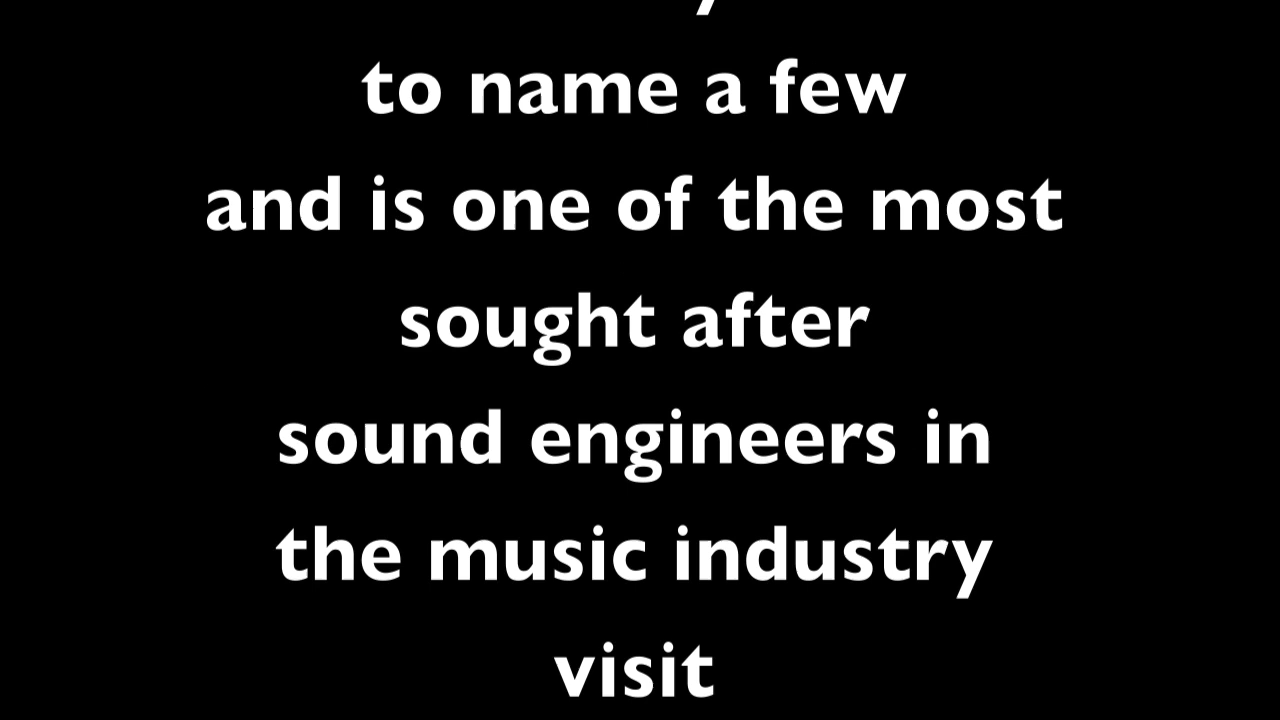 to name a few
and is one of the most
sought after
sound engineers in
the music industry
visit